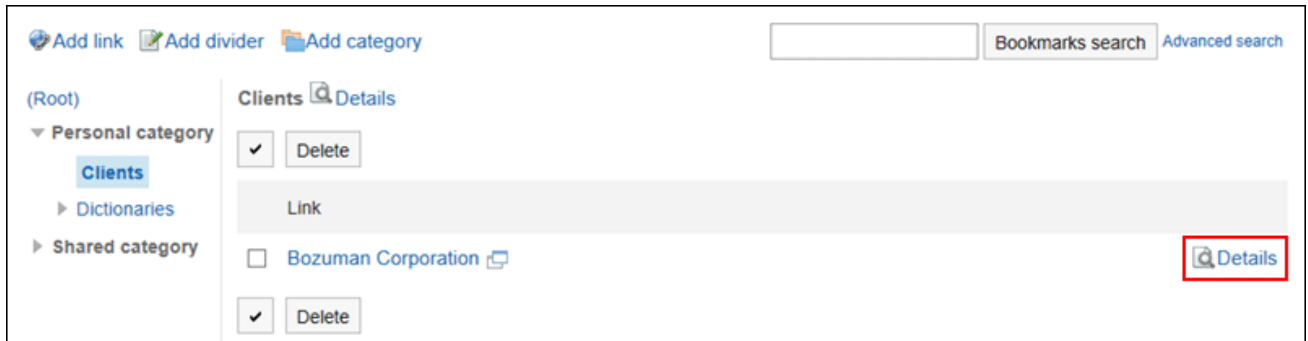 Add link Add divider Add category Bookmarks search Advanced search
(Root)
Personal category
Clients
Dictionaries
Shared category
Clients Details
Delete
Link
Bozuman Corporation Details
Delete